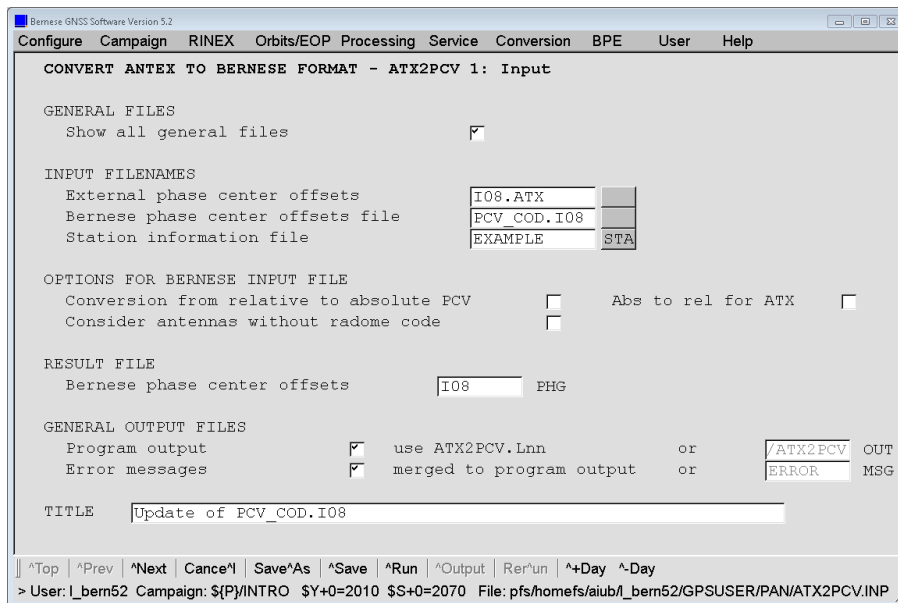 Bernese GNSS Software Version 5.2
Configure Campaign RINEX Orbits/EOP Processing Service Conversion BPE User Help
CONVERT ANTEX TO BERNESE FORMAT - ATX2PCV 1: Input
GENERAL FILES
Show all general files
INPUT FILENAMES
External phase center offsets I08.ATX
Bernese phase center offsets file PCV_COD.I08
Station information file EXAMPLE STA
OPTIONS FOR BERNESE INPUT FILE
Conversion from relative to absolute PCV Abs to rel for ATX
Consider antennas without radome code
RESULT FILE
Bernese phase center offsets I08 PHG
GENERAL OUTPUT FILES
Program output use ATX2PCV.Lnn or /ATX2PCV OUT
Error messages merged to program output or ERROR MSG
TITLE Update of PCV_COD.I08
^Top ^Prev ^Next Cance^l Save^As ^Save ^Run ^Output Rer^un ^+Day ^-Day
> User: l_bern52 Campaign: ${P}/INTRO $Y+0=2010 $S+0=2070 File: pfs/homefs/aiub/l_bern52/GPSUSER/PAN/ATX2PCV.INP